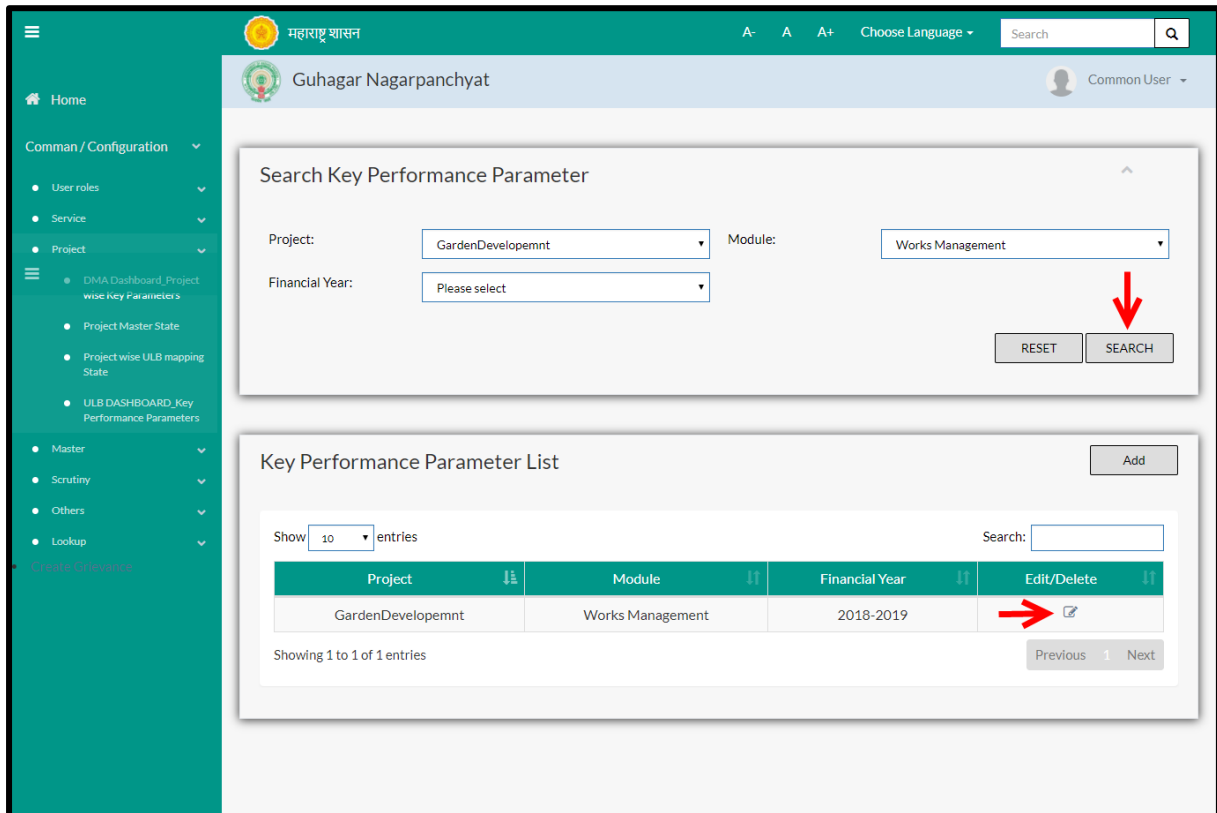 महाराष्ट्र शासन
A-
A
A+
Choose Language
Search
Guhagar Nagarpanchyat
Common User
Home
Comman / Configuration
User roles
Service
Project
DMA Dashboard_Project
wise Key Parameters
Project Master State
Project wise ULB mapping
State
ULB DASHBOARD_Key
Performance Parameters
Master
Scrutiny
Others
Lookup
Create Grievance
Search Key Performance Parameter
Project:
GardenDevelopemnt
Module:
Works Management
Financial Year:
Please select
RESET
SEARCH
Key Performance Parameter List
Add
Show 10 entries
Search:
Project
Module
Financial Year
Edit/Delete
GardenDevelopemnt
Works Management
2018-2019
Showing 1 to 1 of 1 entries
Previous 1 Next